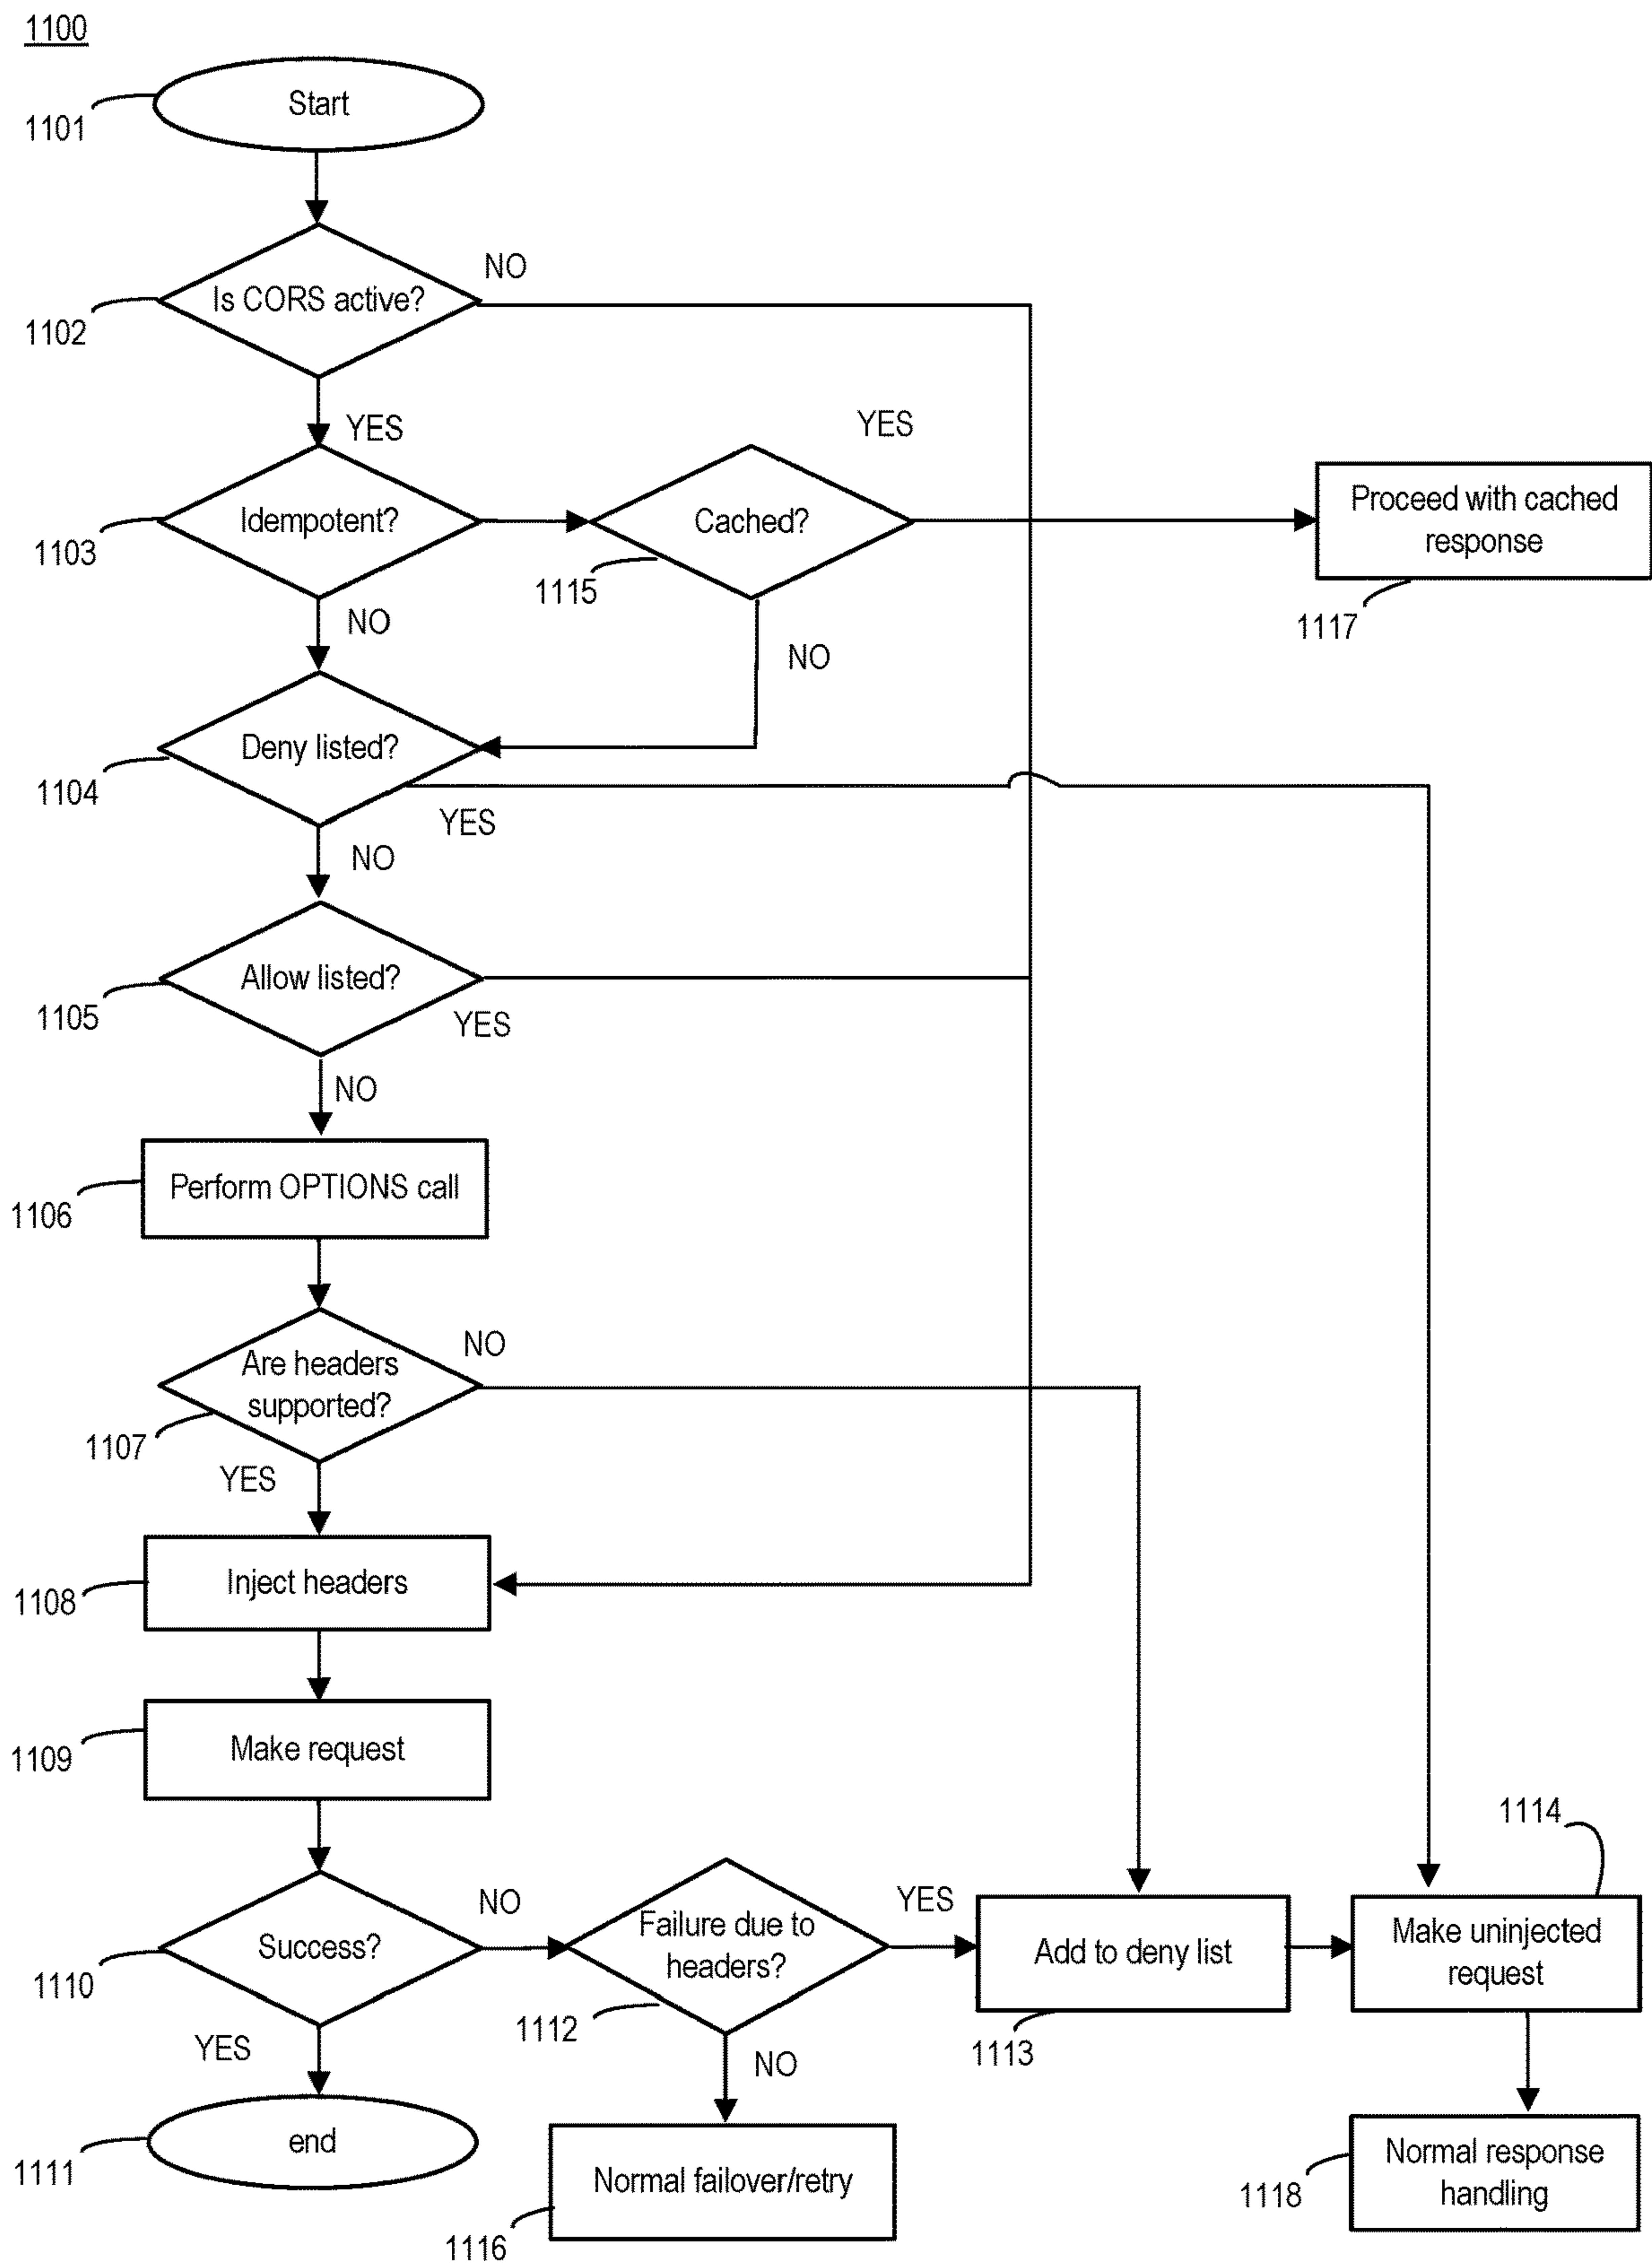 1100
Start
1101
NO
Is CORS active?
1102
YES
YES
Idempotent?
Cached?
Proceed with cached
response
1103
1115
1117
NO
NO
Deny listed?
1104
YES
NO
Allow listed?
1105
YES
NO
Perform OPTIONS call
1106
NO
Are headers
supported?
1107
YES
Inject headers
1108
Make request
1109
1114
NO
YES
Success?
Failure due to
headers?
Add to deny list
Make uninjected
request
1110
1112
1113
YES
NO
end
1111
Normal failover/retry
1116
Normal response
handling
1118